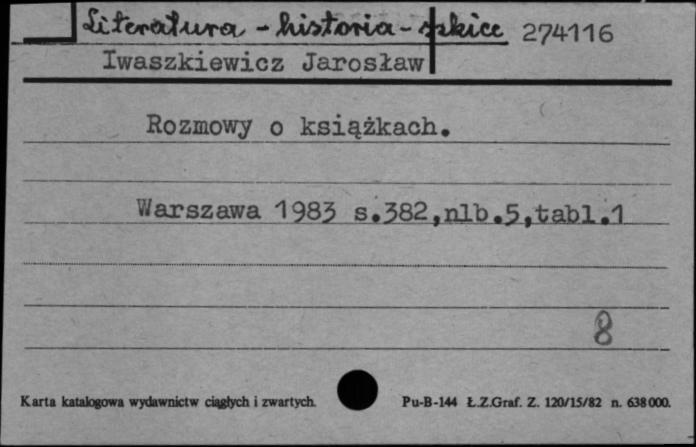 Literatura - historia - szkice 274116
Iwaszkiewicz Jarosław
Rozmowy o książkach.
Warszawa 1983 s.382,nlb.5,tabl.1
8
Karta katalogowa wydawnictw ciągłych i zwartych. Pu-B-144 Ł.Z.Graf. Z. 120/15/82 n. 638000.